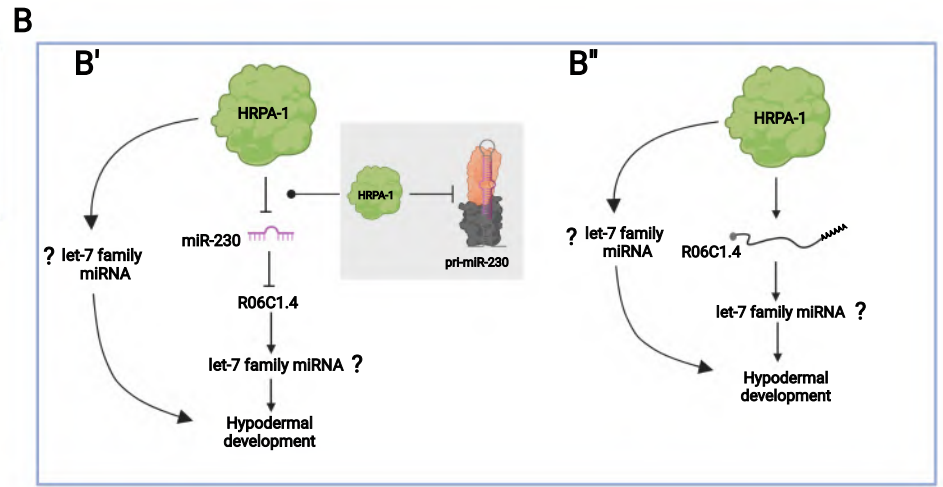 B
B'
HRPA-1
HRPA-1
miR-230
pri-miR-230
? let-7 family
miRNA
R06C1.4
let-7 family miRNA ?
Hypodermal
development
B"
HRPA-1
? let-7 family
miRNA
R06C1.4
let-7 family miRNA ?
Hypodermal
development